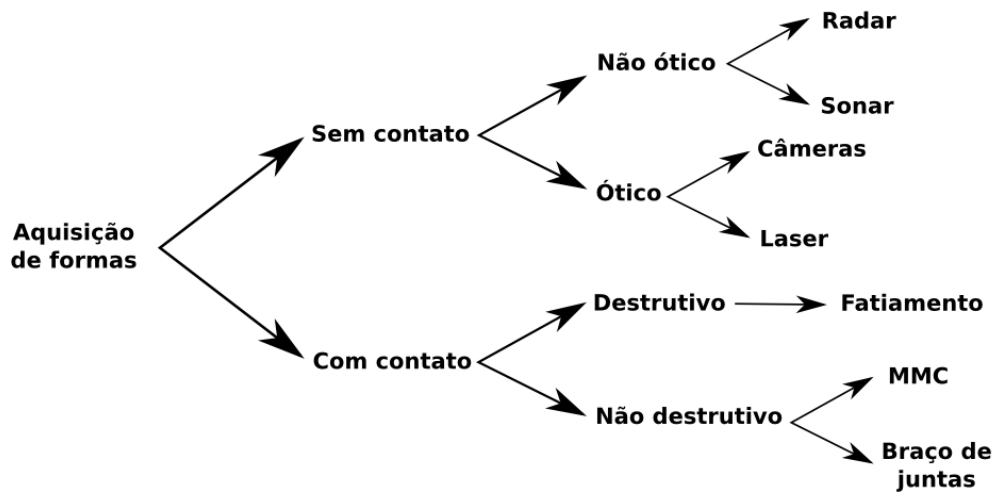 Radar
Não ótico
Sonar
Sem contato
Câmeras
Ótico
Laser
Aquisição
de formas
Destrutivo
Fatiamento
Com contato
MMC
Não destrutivo
Braço de
juntas